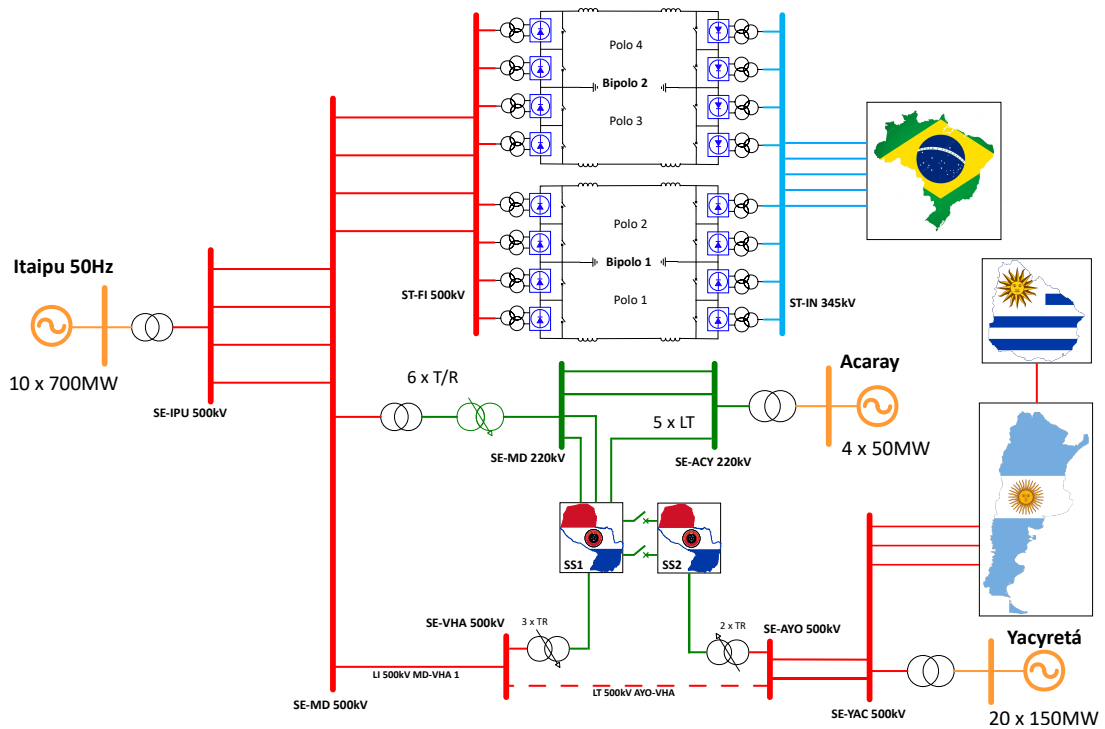 Polo 4
Bipolo 2
Polo 3
Polo 2
Bipolo 1
Polo 1
ST-FI 500kV
ST-IN 345kV
Itaipu 50Hz
10 x 700MW
SE-IPU 500kV
6 x T/R
SE-MD 220kV
5 x LT
SE-ACY 220kV
Acaray
4 x 50MW
SS1
SS2
SE-VHA 500kV
3 x TR
2 x TR
SE-AYO 500kV
Yacyretá
LI 500kV MD-VHA 1
LT 500kV AYO-VHA
SE-MD 500kV
SE-YAC 500kV
20 x 150MW